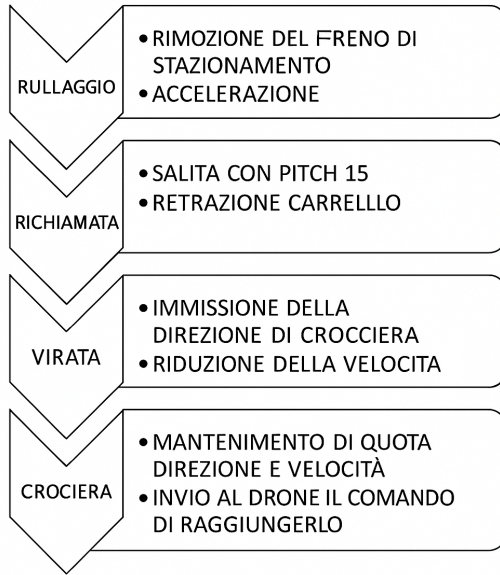 RULLAGGIO
• RIMOZIONE DEL FRENO DI
STAZIONAMENTO
• ACCELERAZIONE
RICHIAMATA
• SALITA CON PITCH 15
• RETRAZIONE CARRELLLO
VIRATA
• IMMISSIONE DELLA
DIREZIONE DI CROCCIERA
• RIDUZIONE DELLA VELOCITA
CROCIERA
• MANTENIMENTO DI QUOTA
DIREZIONE E VELOCITÀ
• INVIO AL DRONE IL COMANDO
DI RAGGIUNGERLO